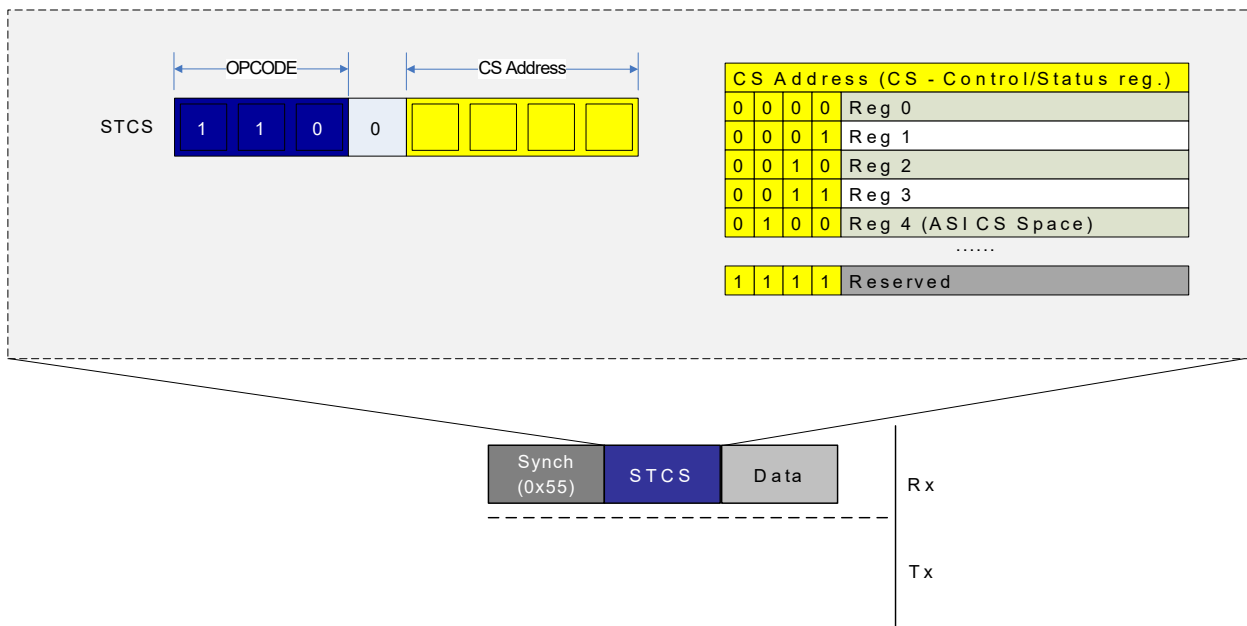 OPCODE
CS Address
STCS
1 1 0 0
CS Address (CS - Control/Status reg.)
0 0 0 0 Reg 0
0 0 0 1 Reg 1
0 0 1 0 Reg 2
0 0 1 1 Reg 3
0 1 0 0 Reg 4 (ASI CS Space)
......
1 1 1 1 Reserved
Synch
(0x55)
STCS
Data
Rx
Tx